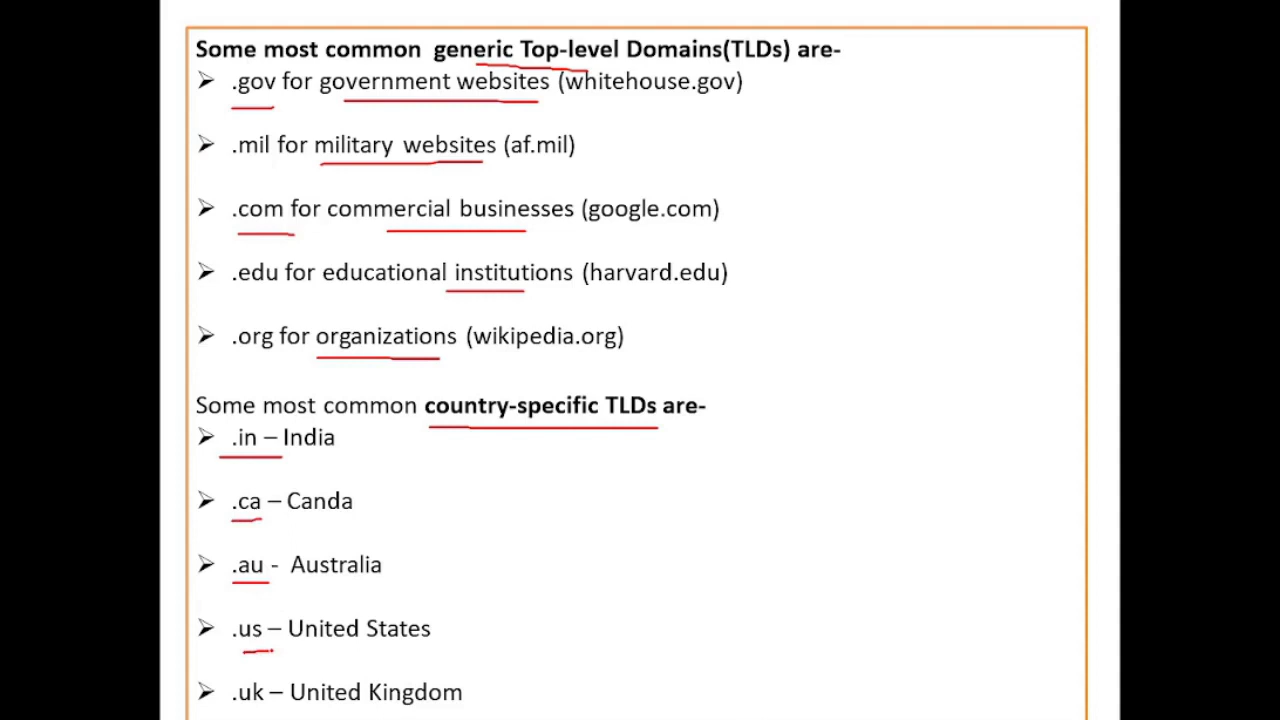 Some most common generic Top-level Domains(TLDs) are-
➢ .gov for government websites (whitehouse.gov)
➢ .mil for military websites (af.mil)
➢ .com for commercial businesses (google.com)
➢ .edu for educational institutions (harvard.edu)
➢ .org for organizations (wikipedia.org)
Some most common country-specific TLDs are-
➢ .in – India
➢ .ca – Canda
➢ .au - Australia
➢ .us – United States
➢ .uk – United Kingdom